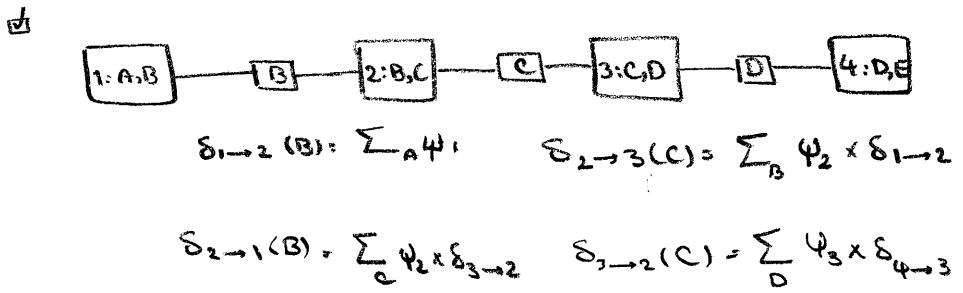 1: A,B B 2: B,C C 3: C,D D 4: D,E
δ₁→₂ (B) = Σ_A ψ₁ δ₂→₃ (C) = Σ_B ψ₂ × δ₁→₂
δ₂→₁ (B) = Σ_C ψ₂ × δ₃→₂ δ₃→₂ (C) = Σ_D ψ₃ × δ₄→₃